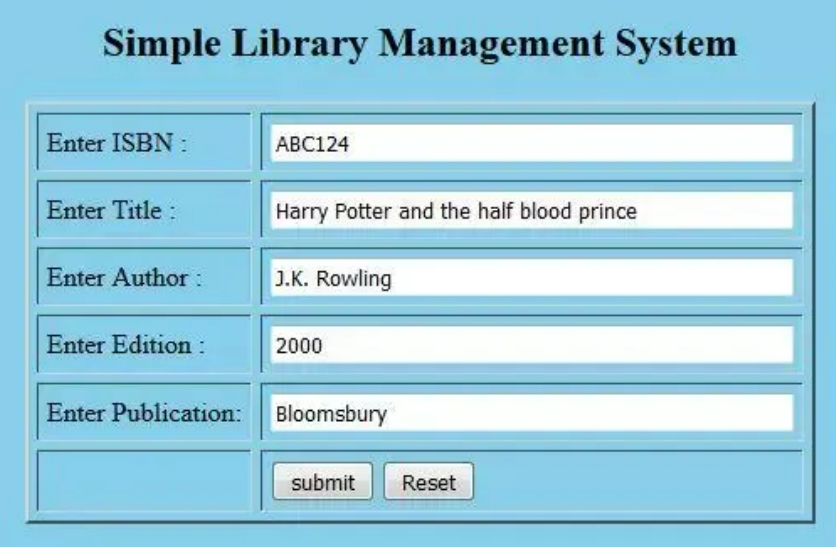 Simple Library Management System
Enter ISBN : ABC124
Enter Title : Harry Potter and the half blood prince
Enter Author : J.K. Rowling
Enter Edition : 2000
Enter Publication: Bloomsbury
submit Reset